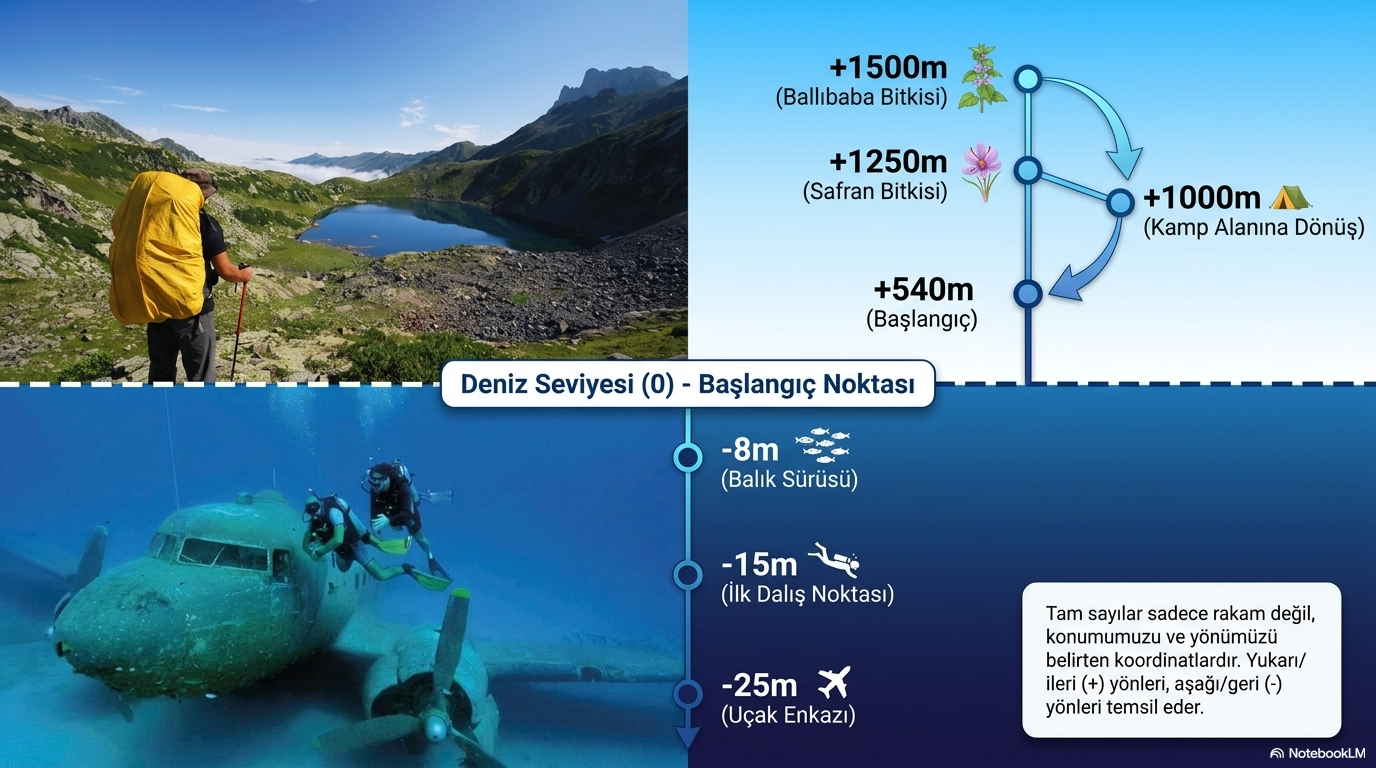 +1500m
(Ballıbaba Bitkisi)
+1250m
(Safran Bitkisi)
+1000m
(Kamp Alanına Dönüş)
+540m
(Başlangıç)
Deniz Seviyesi (0) - Başlangıç Noktası
-8m
(Balık Sürüsü)
-15m
(İlk Dalış Noktası)
-25m
(Uçak Enkazı)
Tam sayılar sadece rakam değil,
konumumuzu ve yönümüzü
belirten koordinatlardır. Yukarı/
ileri (+) yönleri, aşağı/geri (-)
yönleri temsil eder.
NotebookLM